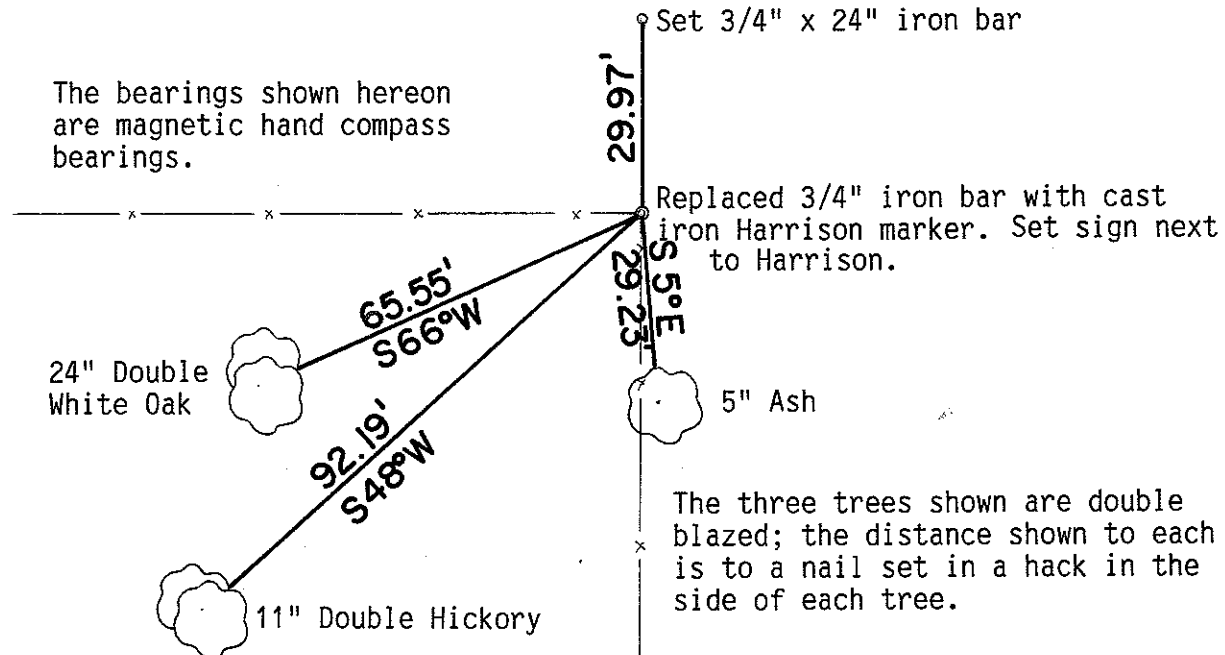 Set 3/4" x 24" iron bar
29.97'
The bearings shown hereon
are magnetic hand compass
bearings.
Replaced 3/4" iron bar with cast
iron Harrison marker. Set sign next
to Harrison.
S 5°E
29.23'
65.55'
S66°W
24" Double
White Oak
5" Ash
92.19'
S48°W
The three trees shown are double
blazed; the distance shown to each
is to a nail set in a hack in the
side of each tree.
11" Double Hickory